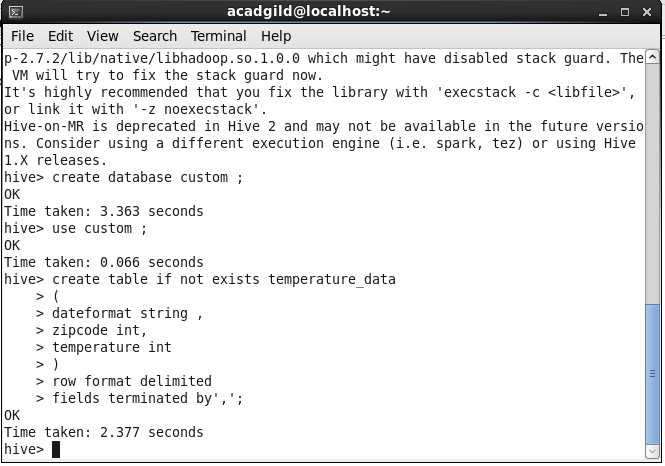 acadgild@localhost:~
File Edit View Search Terminal Help
p-2.7.2/lib/native/libhadoop.so.1.0.0 which might have disabled stack guard. The
 VM will try to fix the stack guard now.
It's highly recommended that you fix the library with 'execstack -c <libfile>',
or link it with '-z noexecstack'.
Hive-on-MR is deprecated in Hive 2 and may not be available in the future versio
ns. Consider using a different execution engine (i.e. spark, tez) or using Hive
1.X releases.
hive> create database custom ;
OK
Time taken: 3.363 seconds
hive> use custom ;
OK
Time taken: 0.066 seconds
hive> create table if not exists temperature_data
    > (
    > dateformat string ,
    > zipcode int,
    > temperature int
    > )
    > row format delimited
    > fields terminated by',';
OK
Time taken: 2.377 seconds
hive>